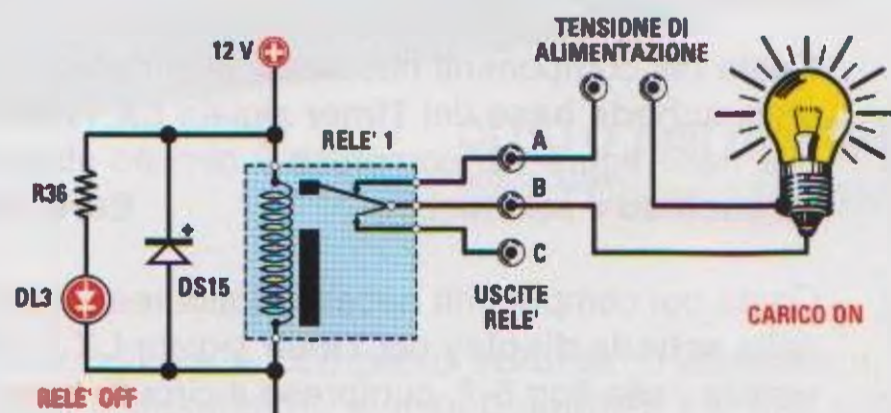 TENSIONE DI
ALIMENTAZIONE
12 V
RELE' 1
A
R36
B
DS15
C
DL3
USCITE
RELE'
CARICO ON
RELE' OFF